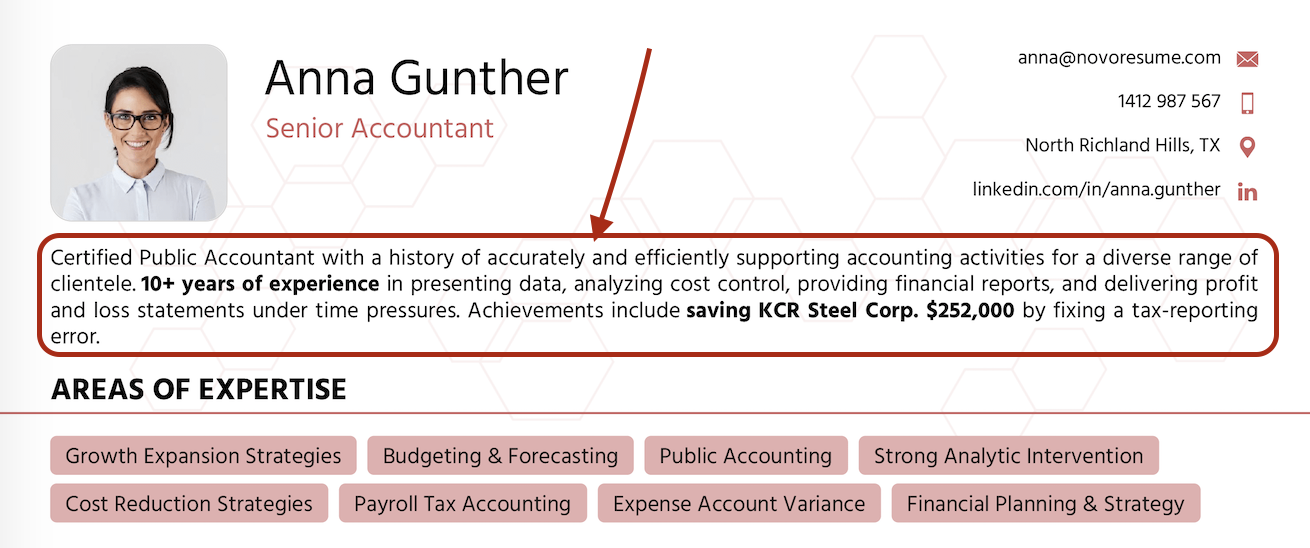 Anna Gunther
Senior Accountant
anna@novoresume.com
1412 987 567
North Richland Hills, TX
linkedin.com/in/anna.gunther
in
Certified Public Accountant with a history of accurately and efficiently supporting accounting activities for a diverse range of
clientele. 10+ years of experience in presenting data, analyzing cost control, providing financial reports, and delivering profit
and loss statements under time pressures. Achievements include saving KCR Steel Corp. $252,000 by fixing a tax-reporting
error.
AREAS OF EXPERTISE
Growth Expansion Strategies Budgeting & Forecasting Public Accounting Strong Analytic Intervention
Cost Reduction Strategies Payroll Tax Accounting Expense Account Variance Financial Planning & Strategy